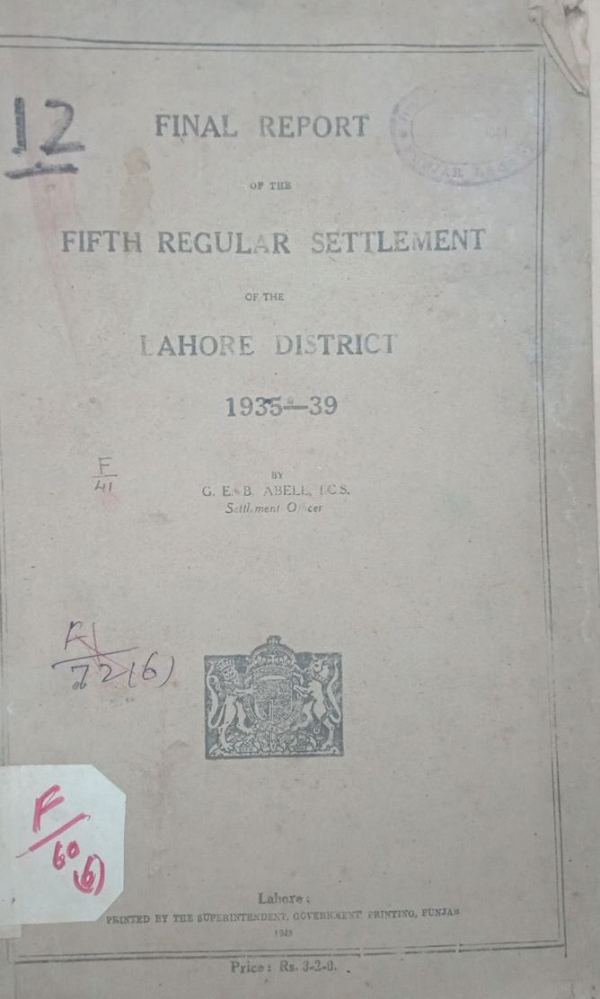 12
FINAL REPORT
OF THE
FIFTH REGULAR SETTLEMENT
OF THE
LAHORE DISTRICT
1935—39
F/41
BY
G. E. B. ABELL, I.C.S.
Settlement Officer
F/72(6)
F/60(6)
Lahore:
PRINTED BY THE SUPERINTENDENT, GOVERNMENT PRINTING, PUNJAB
Price: Rs. 3-2-0.